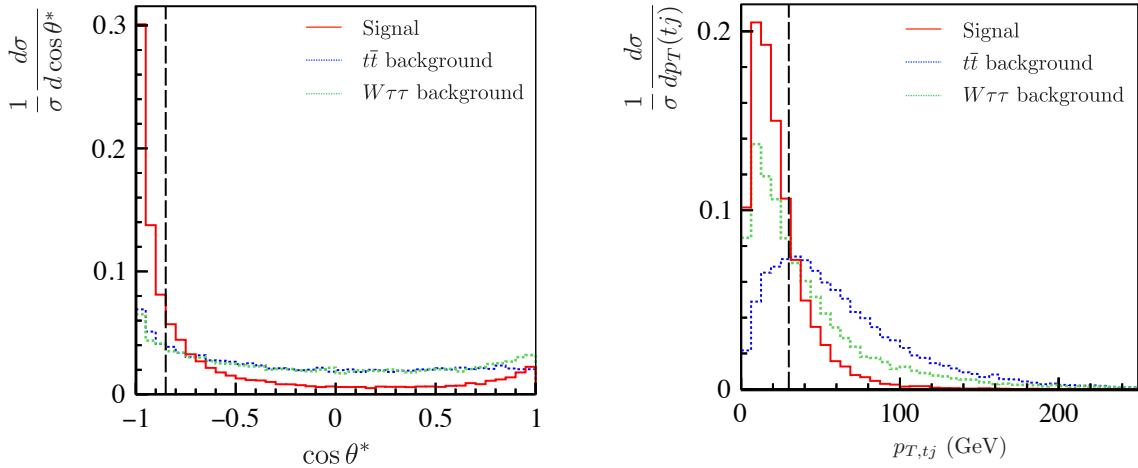 0.3
0.2
0.1
0
−1
−0.5
0
0.5
1
1/σ dσ/d cos θ*
Signal
tt̄ background
Wττ background
cos θ*
0.2
0.1
0
0
100
200
1/σ dσ/dp_T(tj)
Signal
tt̄ background
Wττ background
p_{T,tj} (GeV)